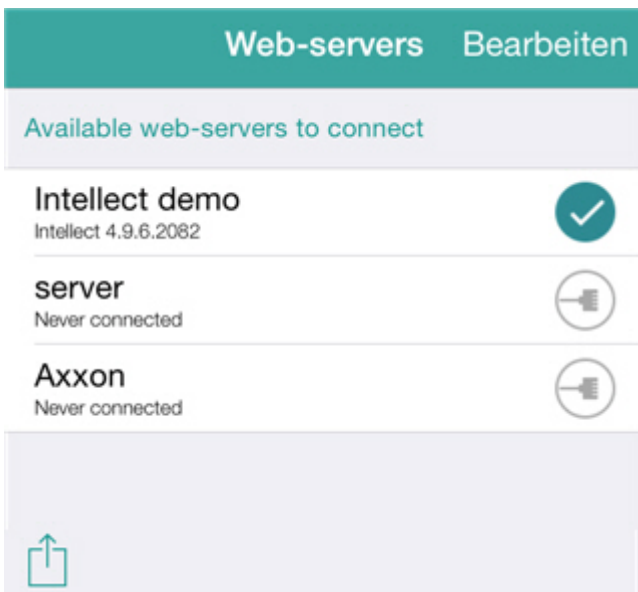 Web-servers Bearbeiten
Available web-servers to connect
Intellect demo
Intellect 4.9.6.2082
server
Never connected
Axxon
Never connected